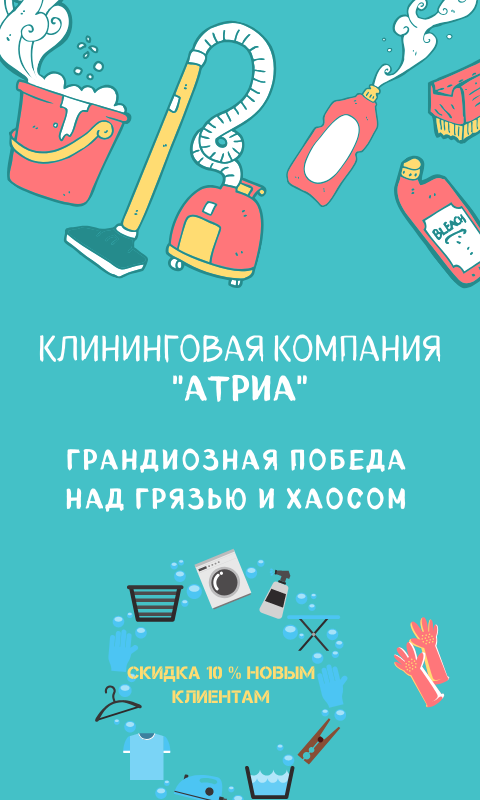 BLEACH
КЛИНИНГОВАЯ КОМПАНИЯ
"АТРИА"
ГРАНДИОЗНАЯ ПОБЕДА
НАД ГРЯЗЬЮ И ХАОСОМ
СКИДКА 10 % НОВЫМ
КЛИЕНТАМ